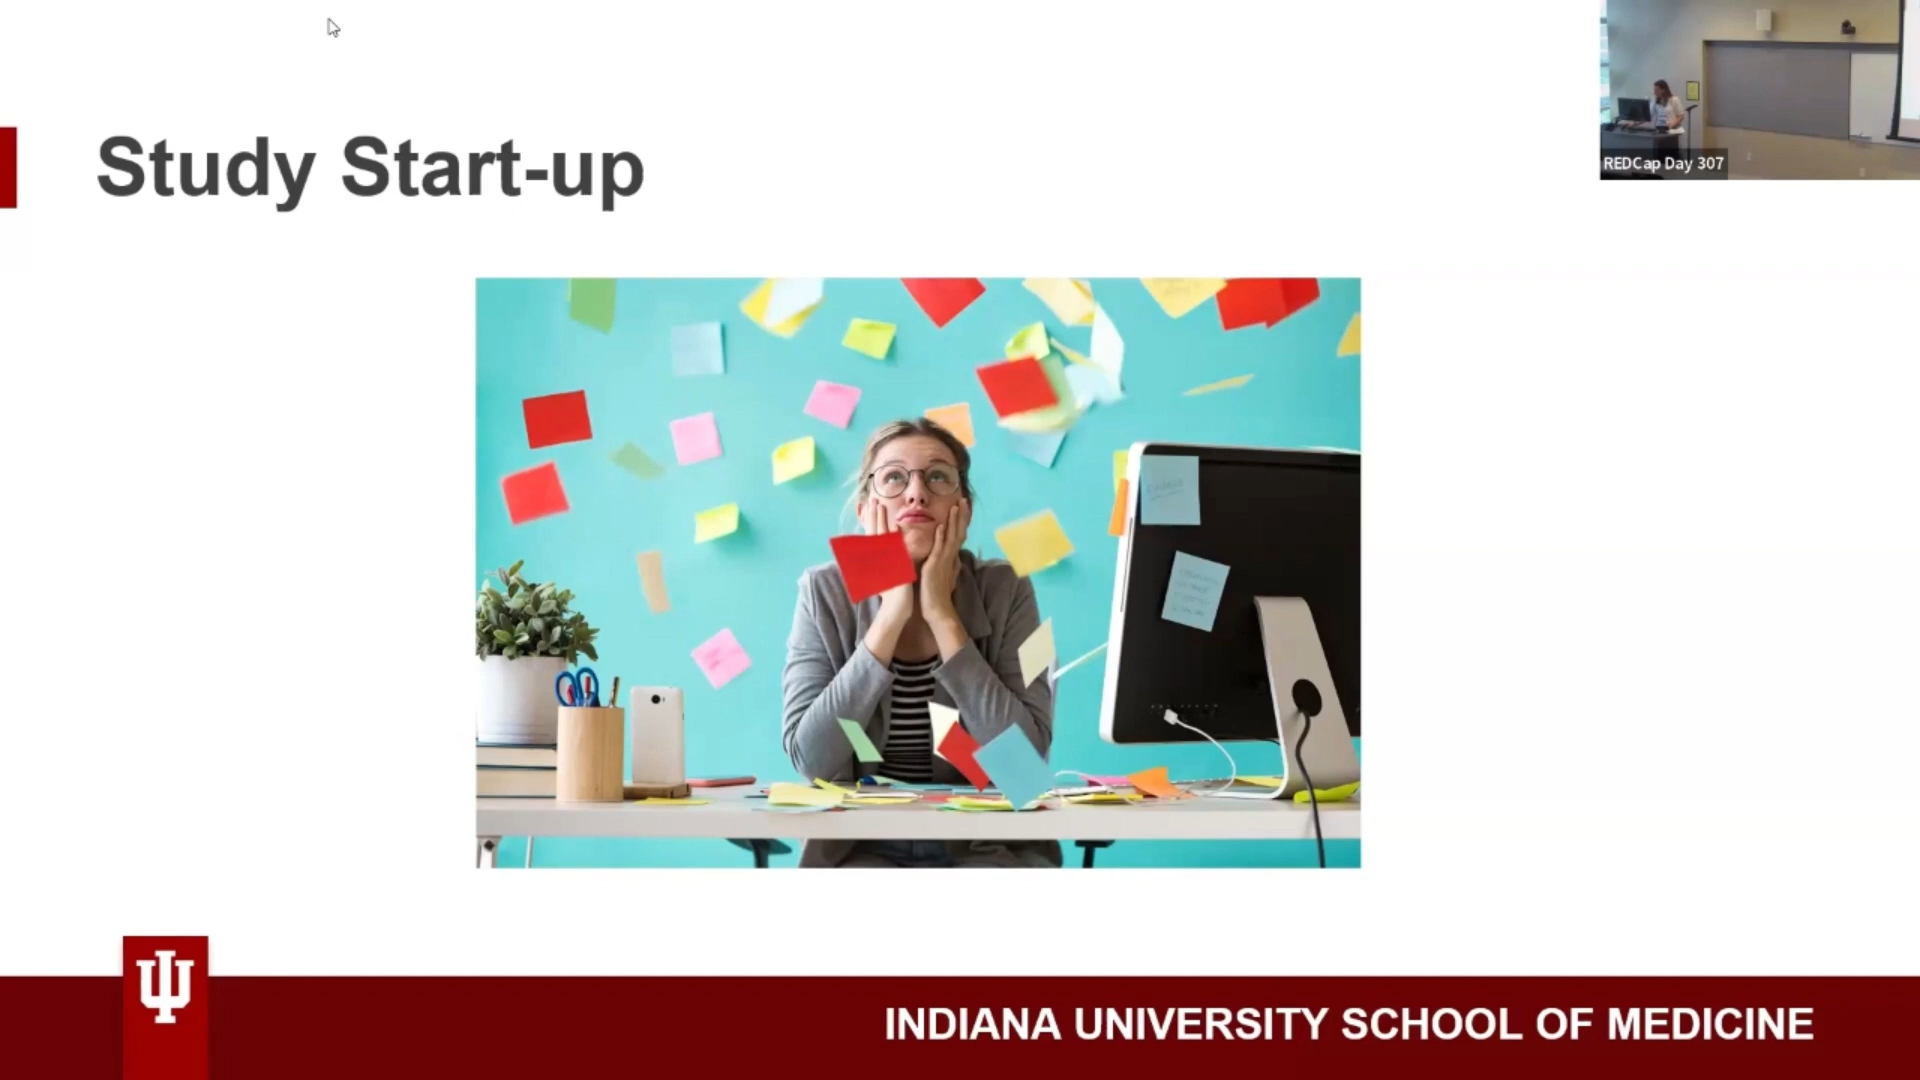 Study Start-up
REDCap Day 307
INDIANA UNIVERSITY SCHOOL OF MEDICINE